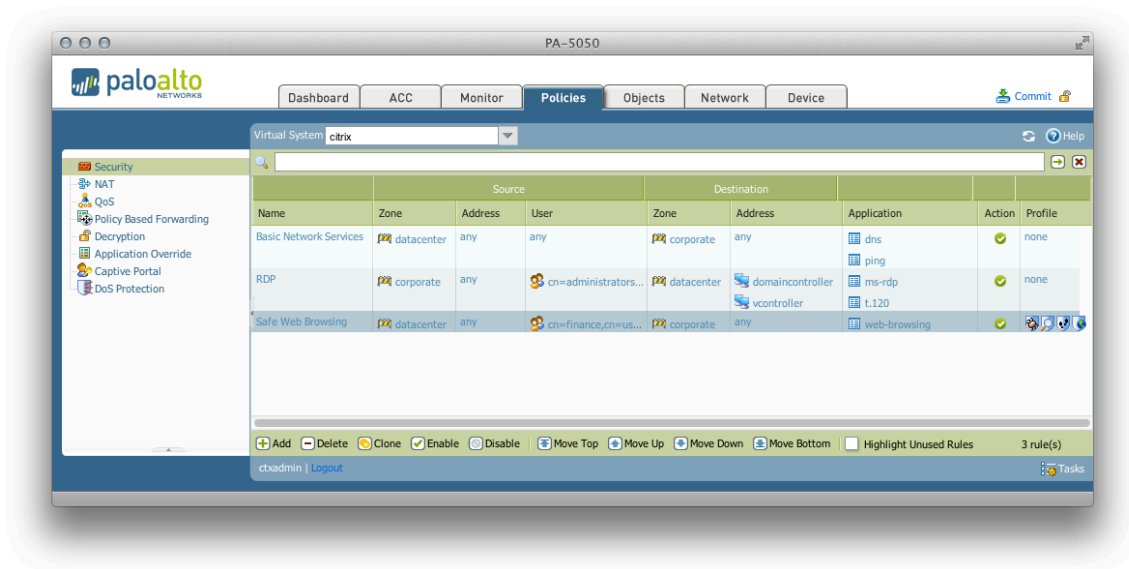 PA-5050
paloalto
NETWORKS
Dashboard ACC Monitor Policies Objects Network Device
Commit
Virtual System citrix
Help
Security
NAT
QoS
Policy Based Forwarding
Decryption
Application Override
Captive Portal
DoS Protection
Source Destination
Name Zone Address User Zone Address Application Action Profile
Basic Network Services datacenter any any corporate any dns none
ping
RDP corporate any cn=administrators... datacenter domaincontroller ms-rdp none
vcontroller t.120
Safe Web Browsing datacenter any cn=finance,cn=us... corporate any web-browsing
Add Delete Clone Enable Disable Move Top Move Up Move Down Move Bottom Highlight Unused Rules 3 rule(s)
ctxadmin | Logout
Tasks